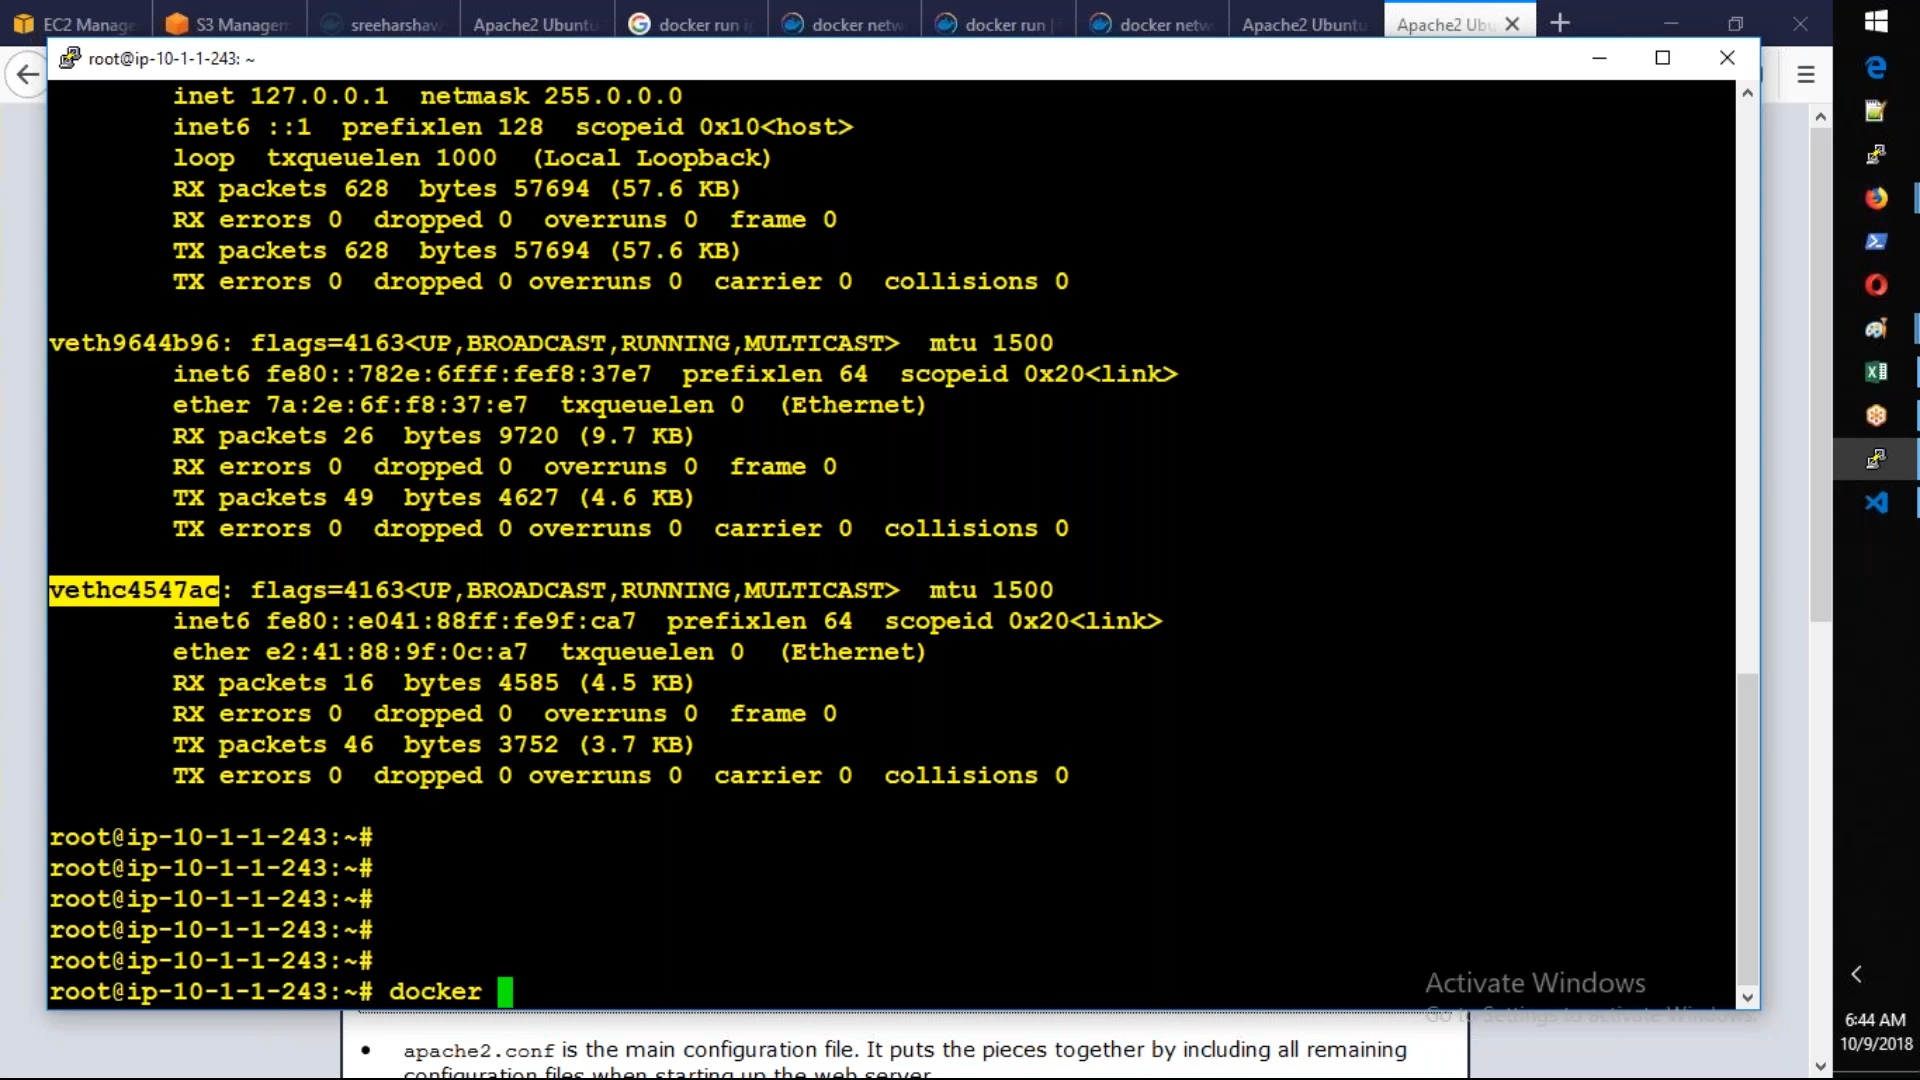 EC2 Manage
S3 Managem
sreeharshav
Apache2 Ubuntu
docker run i
docker netw
docker run |
docker netw
Apache2 Ubuntu
Apache2 Ubu
root@ip-10-1-1-243: ~
inet 127.0.0.1  netmask 255.0.0.0
inet6 ::1  prefixlen 128  scopeid 0x10<host>
loop  txqueuelen 1000  (Local Loopback)
RX packets 628  bytes 57694 (57.6 KB)
RX errors 0  dropped 0  overruns 0  frame 0
TX packets 628  bytes 57694 (57.6 KB)
TX errors 0  dropped 0 overruns 0  carrier 0  collisions 0
veth9644b96: flags=4163<UP,BROADCAST,RUNNING,MULTICAST>  mtu 1500
inet6 fe80::782e:6fff:fef8:37e7  prefixlen 64  scopeid 0x20<link>
ether 7a:2e:6f:f8:37:e7  txqueuelen 0  (Ethernet)
RX packets 26  bytes 9720 (9.7 KB)
RX errors 0  dropped 0  overruns 0  frame 0
TX packets 49  bytes 4627 (4.6 KB)
TX errors 0  dropped 0 overruns 0  carrier 0  collisions 0
vethc4547ac: flags=4163<UP,BROADCAST,RUNNING,MULTICAST>  mtu 1500
inet6 fe80::e041:88ff:fe9f:ca7  prefixlen 64  scopeid 0x20<link>
ether e2:41:88:9f:0c:a7  txqueuelen 0  (Ethernet)
RX packets 16  bytes 4585 (4.5 KB)
RX errors 0  dropped 0  overruns 0  frame 0
TX packets 46  bytes 3752 (3.7 KB)
TX errors 0  dropped 0 overruns 0  carrier 0  collisions 0
root@ip-10-1-1-243:~#
root@ip-10-1-1-243:~#
root@ip-10-1-1-243:~#
root@ip-10-1-1-243:~#
root@ip-10-1-1-243:~#
root@ip-10-1-1-243:~# docker
Activate Windows
Go to Settings to activate Windows.
6:44 AM
10/9/2018
• apache2.conf is the main configuration file. It puts the pieces together by including all remaining
configuration files when starting up the web server.